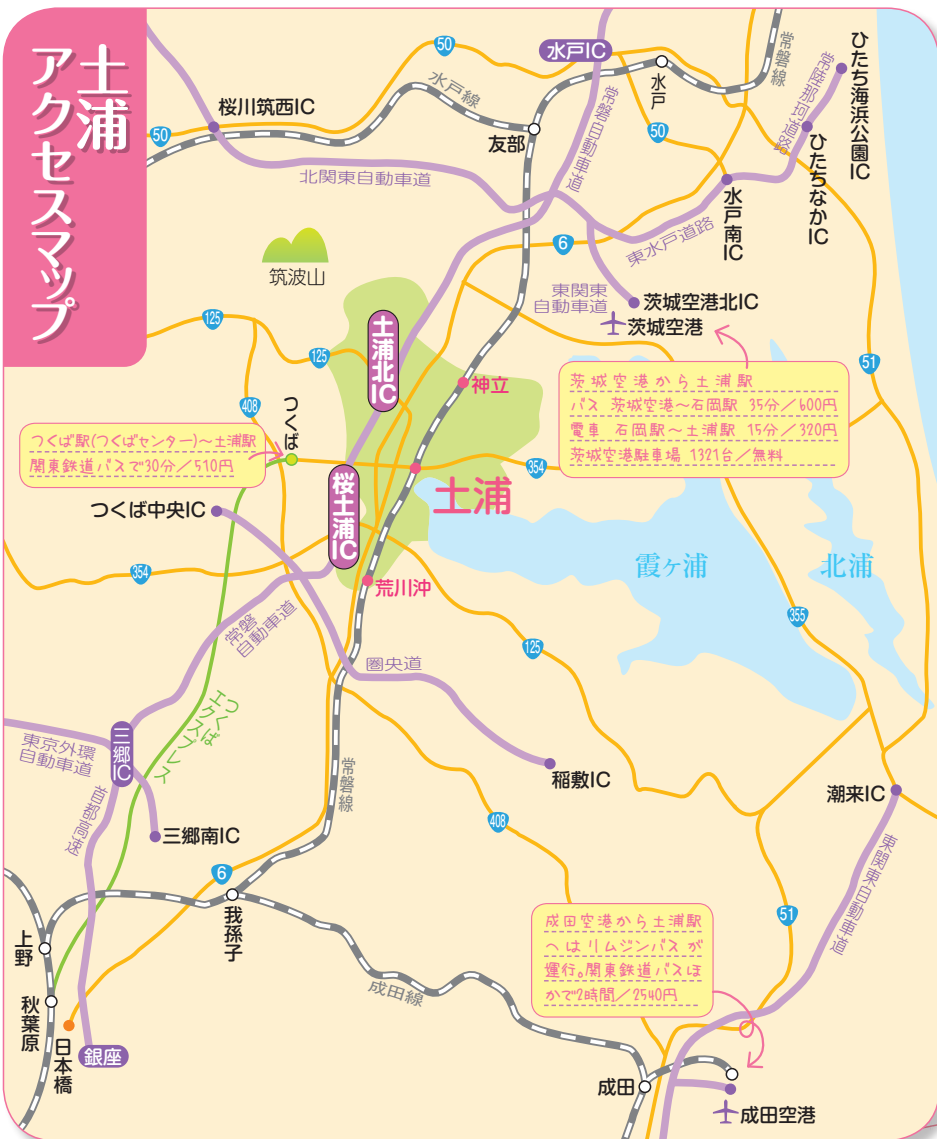 土浦
アクセスマップ
50
水戸IC
常磐線
ひたち海浜公園IC
常陸那珂道路
水戸線
水戸
桜川筑西IC
50
50
友部
常磐自動車道
ひたちなかIC
北関東自動車道
水戸南IC
6
東水戸道路
筑波山
東関東
自動車道
茨城空港北IC
茨城空港
125
125
土浦北IC
51
神立
茨城空港から土浦駅
バス 茨城空港～石岡駅 35分／600円
電車 石岡駅～土浦駅 15分／320円
茨城空港駐車場 1321台／無料
408
つくば
つくば駅(つくばセンター)～土浦駅
関東鉄道バスで30分／510円
354
桜土浦IC
土浦
つくば中央IC
霞ヶ浦
北浦
354
荒川沖
常磐
自動車道
355
125
圏央道
つくば
エクスプレス
三郷IC
東京外環
自動車道
常磐線
稲敷IC
潮来IC
首都高速
三郷南IC
408
東関東自動車道
6
我孫子
51
成田空港から土浦駅
へはリムジンバスが
運行。関東鉄道バスほ
かで2時間／2540円
上野
成田線
秋葉原
日本橋
銀座
成田
成田空港